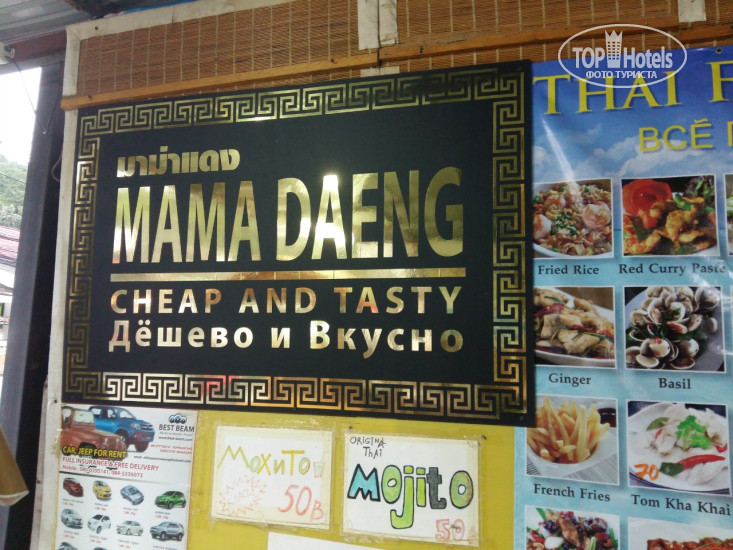 TOP Hotels
ФОТО ТУРИСТА
มาม่าแดง
MAMA DAENG
CHEAP AND TASTY
Дёшево и Вкусно
THAI F
ВСЁ
Fried Rice
Red Curry Paste
Ginger
Basil
French Fries
Tom Kha Khai
70
BEST BEAM
CAR, JEEP FOR RENT
FULL INSURANCE & FREE DELIVERY
МОХИТО
50B
ORIGINA
THAI
MOJITO
50